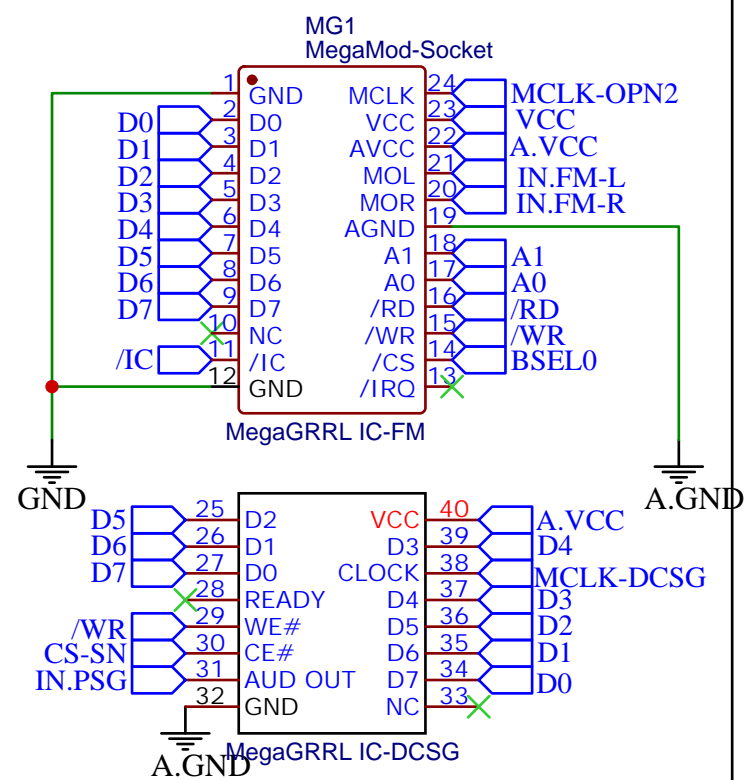 MG1
MegaMod-Socket
1 GND MCLK 24 MCLK-OPN2
D0 2 D0 VCC 23 VCC
D1 3 D1 AVCC 22 A.VCC
D2 4 D2 MOL 21 IN.FM-L
D3 5 D3 MOR 20 IN.FM-R
D4 6 D4 AGND 19
D5 7 D5 A1 18 A1
D6 8 D6 A0 17 A0
D7 9 D7 /RD 16 /RD
10 NC /WR 15 /WR
/IC 11 /IC /CS 14 BSEL0
12 GND /IRQ 13
MegaGRRL IC-FM
GND A.GND
D5 25 D2 VCC 40 A.VCC
D6 26 D1 D3 39 D4
D7 27 D0 CLOCK 38 MCLK-DCSG
28 READY D4 37 D3
/WR 29 WE# D5 36 D2
CS-SN 30 CE# D6 35 D1
IN.PSG 31 AUD OUT D7 34 D0
32 GND NC 33
A.GND
MegaGRRL IC-DCSG